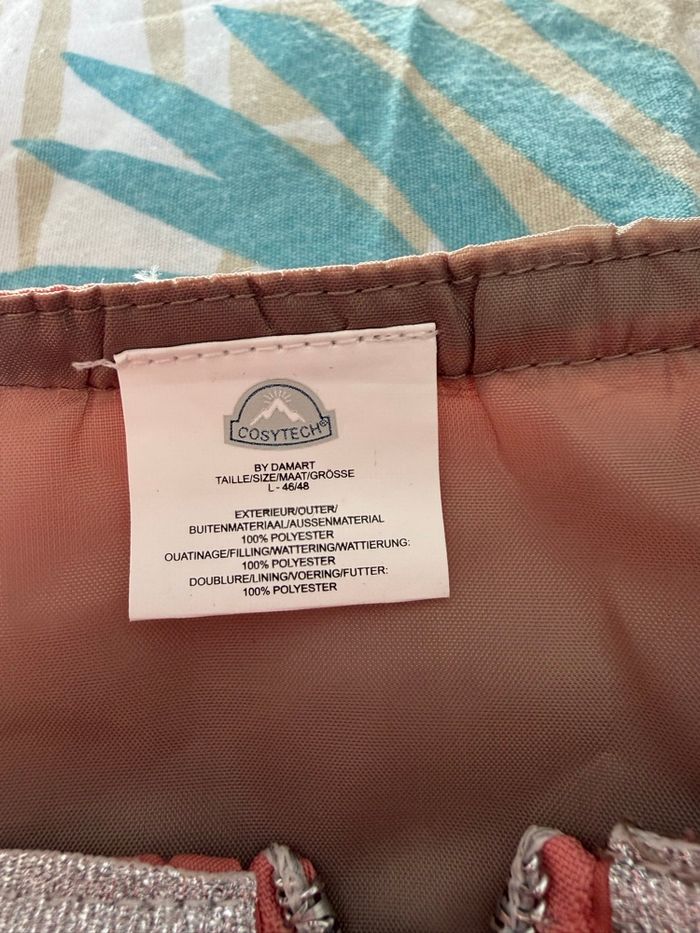 COSYTECH®
BY DAMART
TAILLE/SIZE/MAAT/GRÖSSE
L - 46/48
EXTERIEUR/OUTER/
BUITENMATERIAAL/AUSSENMATERIAL
100% POLYESTER
OUATINAGE/FILLING/WATTERING/WATTIERUNG:
100% POLYESTER
DOUBLURE/LINING/VOERING/FUTTER:
100% POLYESTER